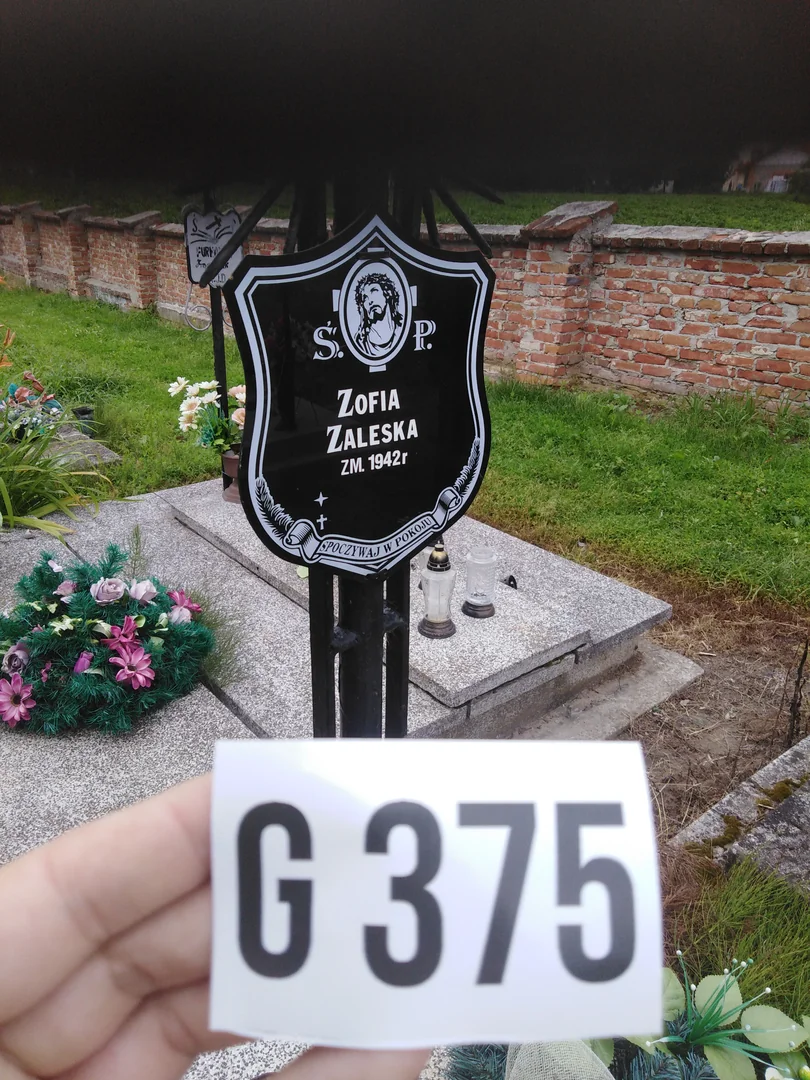 Ś. P.
ZOFIA
ZALESKA
ZM. 1942r
SPOCZYWAJ W POKOJU
G 375